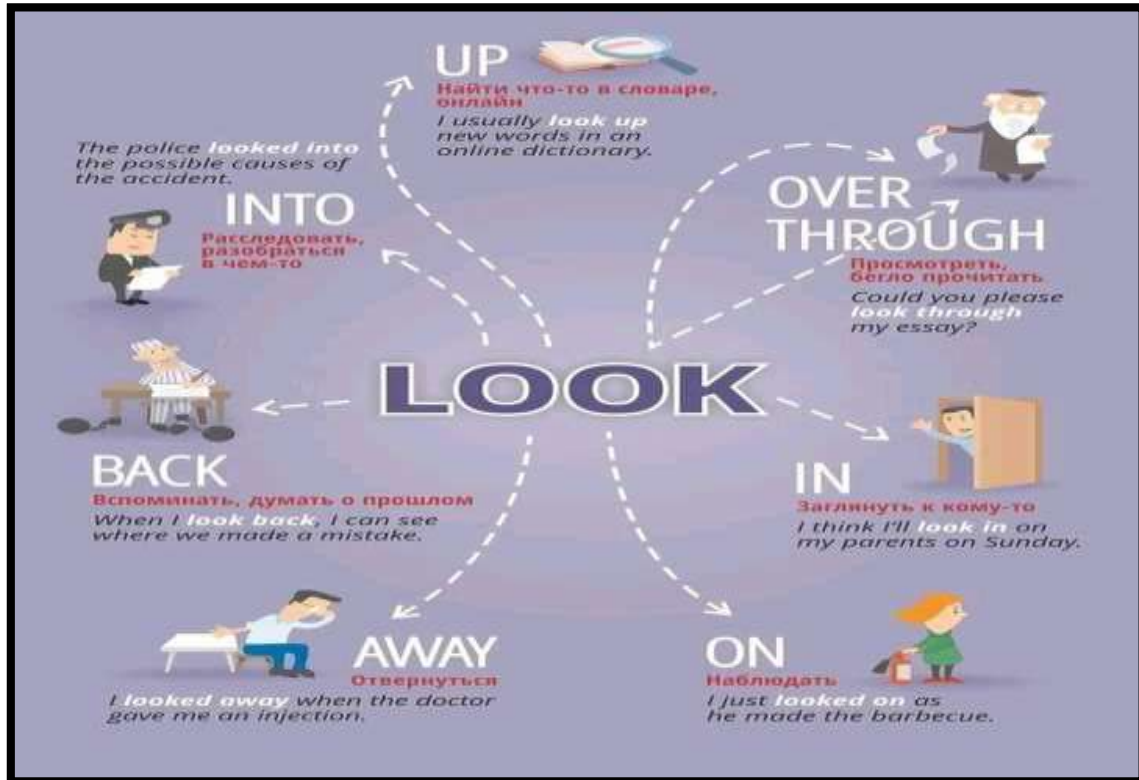 UP
Найти что-то в словаре,
онлайн
I usually look up
new words in an
online dictionary.
The police looked into
the possible causes of
the accident.
INTO
Расследовать,
разобраться
в чем-то
OVER
THROUGH
Просмотреть,
бегло прочитать
Could you please
look through
my essay?
LOOK
BACK
Вспоминать, думать о прошлом
When I look back, I can see
where we made a mistake.
IN
Заглянуть к кому-то
I think I'll look in on
my parents on Sunday.
AWAY
Отвернуться
I looked away when the doctor
gave me an injection.
ON
Наблюдать
I just looked on as
he made the barbecue.